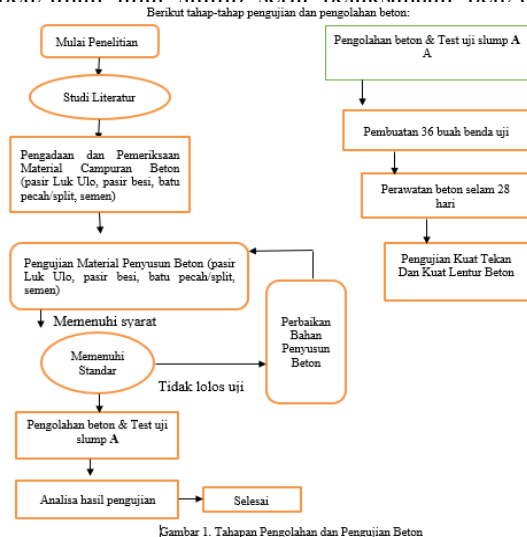 Berikut tahap-tahap pengujian dan pengolahan beton:
Mulai Penelitian
Studi Literatur
Pengadaan dan Pemeriksaan
Material Campuran Beton
(pasir Luk Ulo, pasir besi, batu
pecah/split, semen)
Pengujian Material Penyusun Beton (pasir
Luk Ulo, pasir besi, batu pecah/split,
semen)
Memenuhi syarat
Memenuhi
Standar
Tidak lolos uji
Perbaikan
Bahan
Penyusun
Beton
Pengolahan beton & Test uji
slump A
Analisa hasil pengujian
Selesai
Pengolahan beton & Test uji slump A
A
Pembuatan 36 buah benda uji
Perawatan beton selam 28
hari
Pengujian Kuat Tekan
Dan Kuat Lentur Beton
Gambar 1. Tahapan Pengolahan dan Pengujian Beton